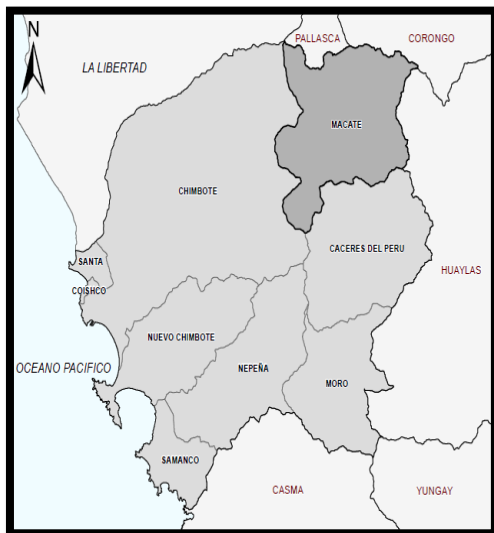 N
PALLASCA
CORONGO
LA LIBERTAD
MACATE
CHIMBOTE
CACERES DEL PERU
SANTA
HUAYLAS
COISHCO
NUEVO CHIMBOTE
OCEANO PACIFICO
NEPEÑA
MORO
SAMANCO
CASMA
YUNGAY